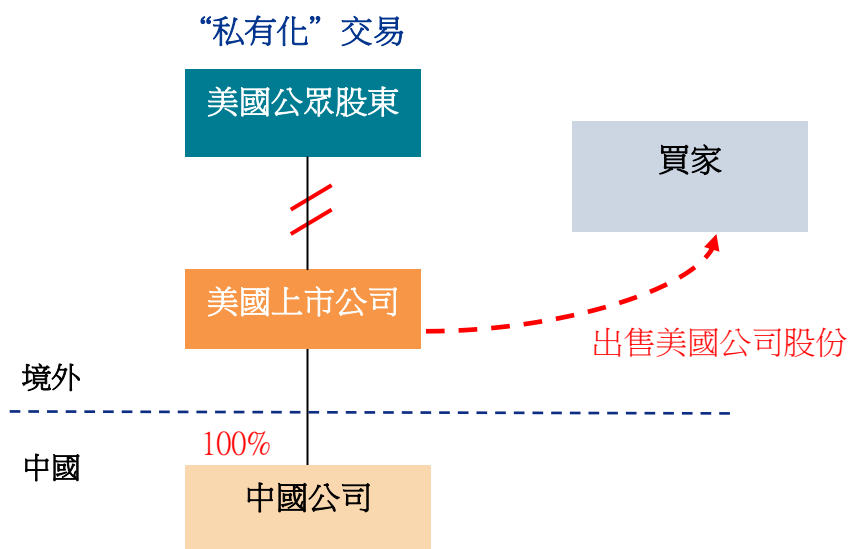 “私有化”交易
美國公眾股東
買家
美國上市公司
出售美國公司股份
境外
100%
中國
中國公司